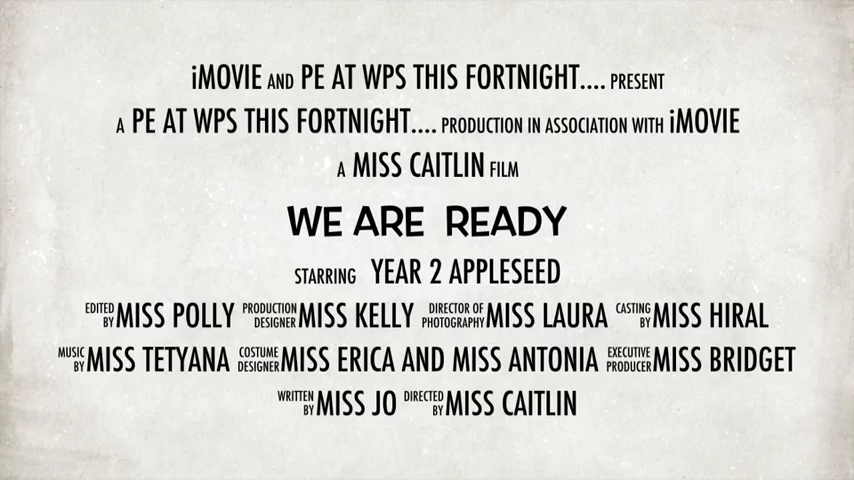 iMOVIE AND PE AT WPS THIS FORTNIGHT.... PRESENT
A PE AT WPS THIS FORTNIGHT.... PRODUCTION IN ASSOCIATION WITH iMOVIE
A MISS CAITLIN FILM
WE ARE READY
STARRING YEAR 2 APPLESEED
EDITED BY MISS POLLY PRODUCTION DESIGNER MISS KELLY DIRECTOR OF PHOTOGRAPHY MISS LAURA CASTING BY MISS HIRAL
MUSIC BY MISS TETYANA COSTUME DESIGNER MISS ERICA AND MISS ANTONIA EXECUTIVE PRODUCER MISS BRIDGET
WRITTEN BY MISS JO DIRECTED BY MISS CAITLIN